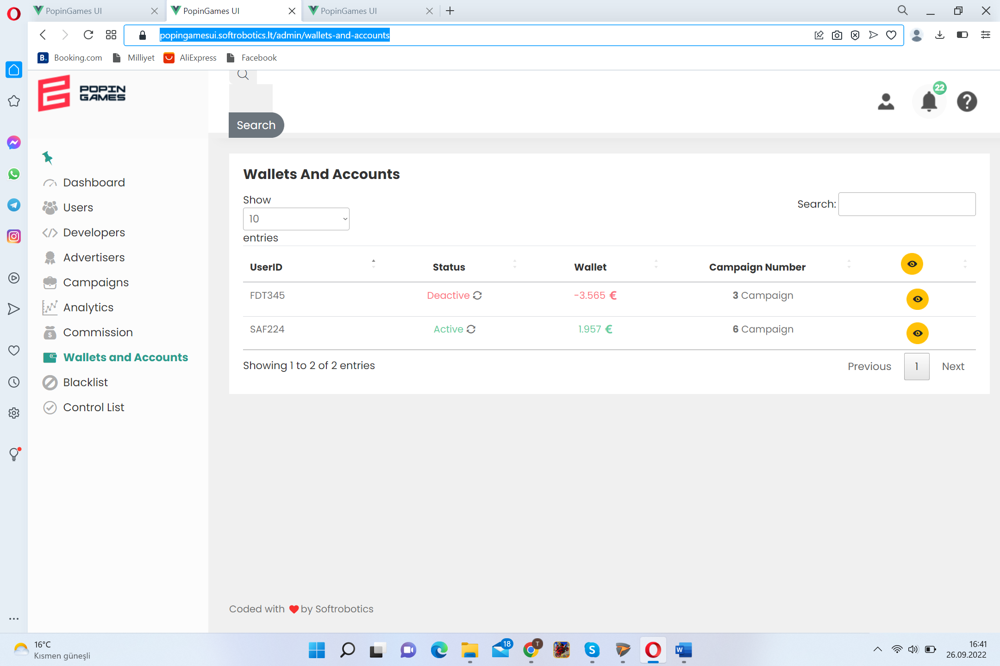 PopinGames UI
PopinGames UI
PopinGames UI
popingamesui.softrobotics.lt/admin/wallets-and-accounts
B. Booking.com Milliyet AliExpress Facebook
POPIN
GAMES
22
Search
Dashboard
Users
Developers
Advertisers
Campaigns
Analytics
Commission
Wallets and Accounts
Blacklist
Control List
Wallets And Accounts
Show
10
entries
Search:
UserID Status Wallet Campaign Number
FDT345 Deactive -3.565 € 3 Campaign
SAF224 Active 1.957 € 6 Campaign
Showing 1 to 2 of 2 entries
Previous 1 Next
Coded with by Softrobotics
16°C
Kısmen güneşli
18
T
S
W
16:41
26.09.2022